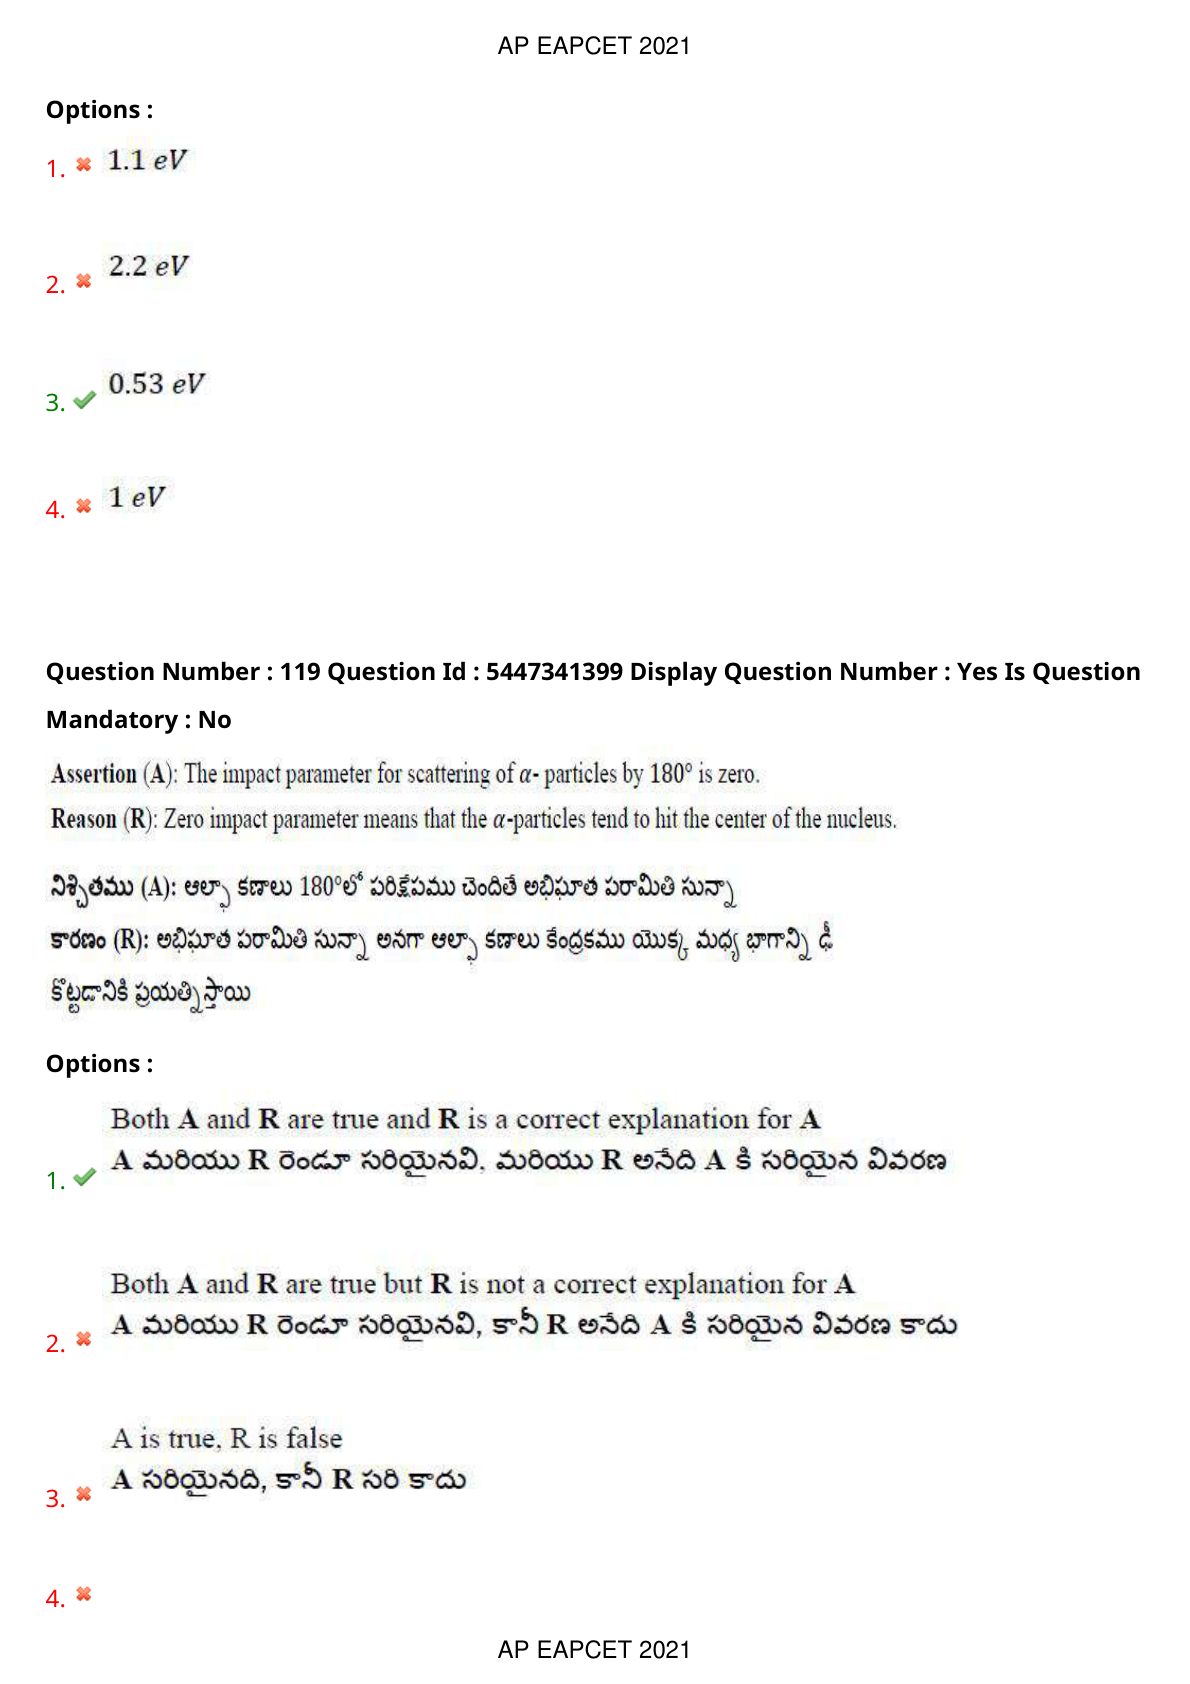 AP EAPCET 2021
Options :
1. 1.1 eV
2. 2.2 eV
3. 0.53 eV
4. 1 eV
Question Number : 119 Question Id : 5447341399 Display Question Number : Yes Is Question
Mandatory : No
Assertion (A): The impact parameter for scattering of α- particles by 180° is zero.
Reason (R): Zero impact parameter means that the α-particles tend to hit the center of the nucleus.
నిశ్చితము (A): ఆల్ఫా కణాలు 180°లో పరిక్షేపము చెందితే అభిఘాత పరామితి సున్నా
కారణం (R): అభిఘాత పరామితి సున్నా అనగా ఆల్ఫా కణాలు కేంద్రకము యొక్క మధ్య భాగాన్ని ఢీ
కొట్టడానికి ప్రయత్నిస్తాయి
Options :
Both A and R are true and R is a correct explanation for A
1. A మరియు R రెండూ సరియైనవి, మరియు R అనేది A కి సరియైన వివరణ
Both A and R are true but R is not a correct explanation for A
2. A మరియు R రెండూ సరియైనవి, కానీ R అనేది A కి సరియైన వివరణ కాదు
A is true, R is false
3. A సరియైనది, కానీ R సరి కాదు
4.
AP EAPCET 2021